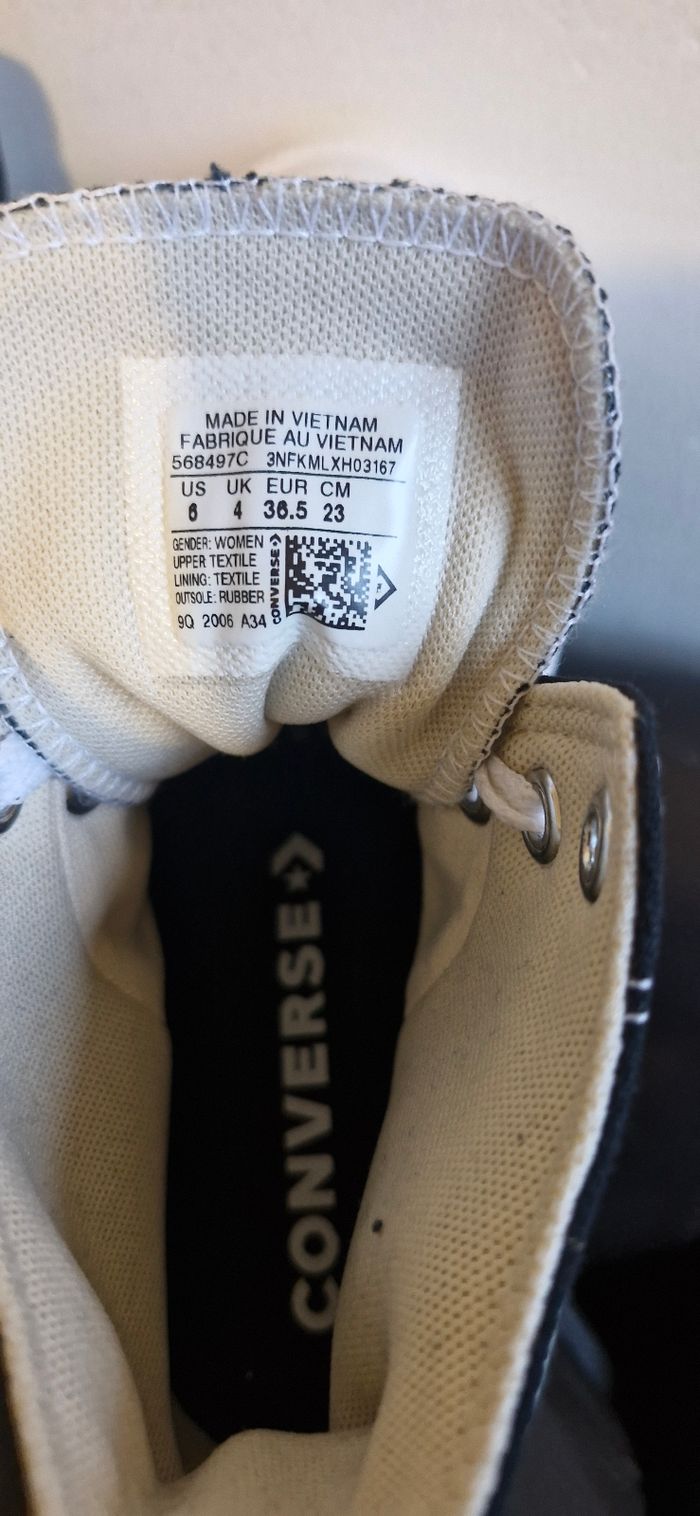 MADE IN VIETNAM
FABRIQUE AU VIETNAM
568497C 3NFKMLXH03167
US UK EUR CM
6 4 36.5 23
GENDER: WOMEN
UPPER TEXTILE
LINING: TEXTILE
OUTSOLE: RUBBER
9Q 2006 A34
CONVERSE
CONVERSE